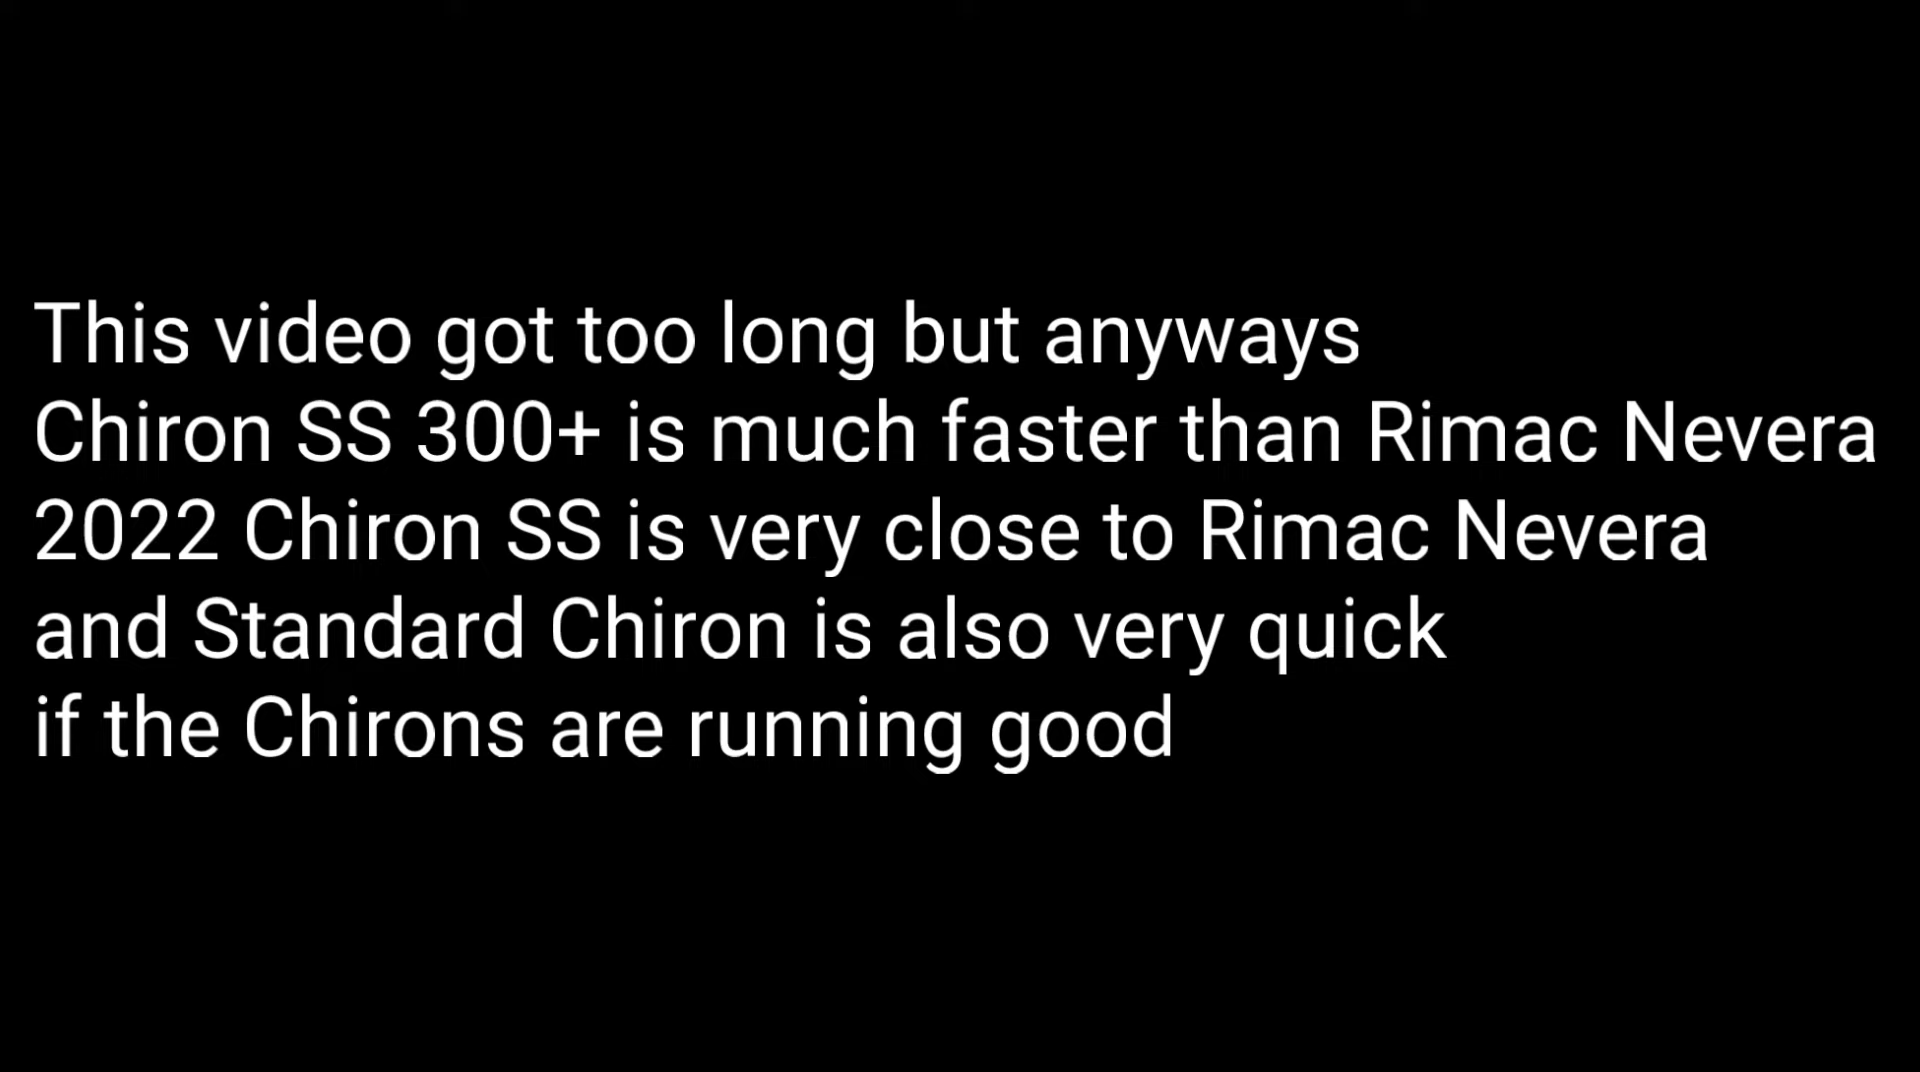 This video got too long but anyways
Chiron SS 300+ is much faster than Rimac Nevera
2022 Chiron SS is very close to Rimac Nevera
and Standard Chiron is also very quick
if the Chirons are running good